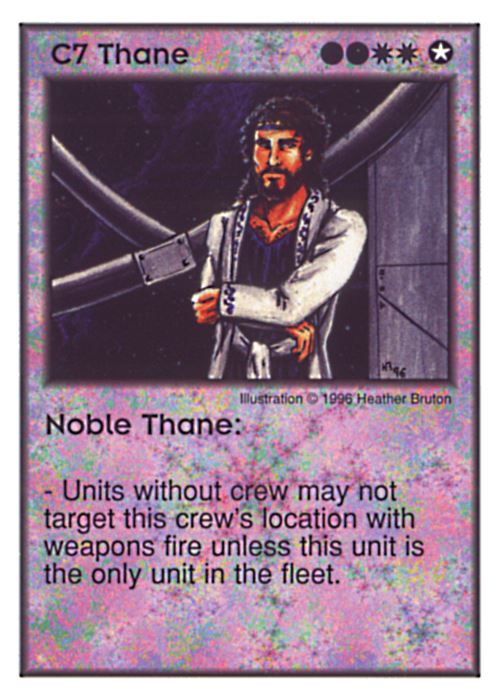 C7 Thane
Illustration © 1996 Heather Bruton
Noble Thane:
- Units without crew may not
target this crew's location with
weapons fire unless this unit is
the only unit in the fleet.